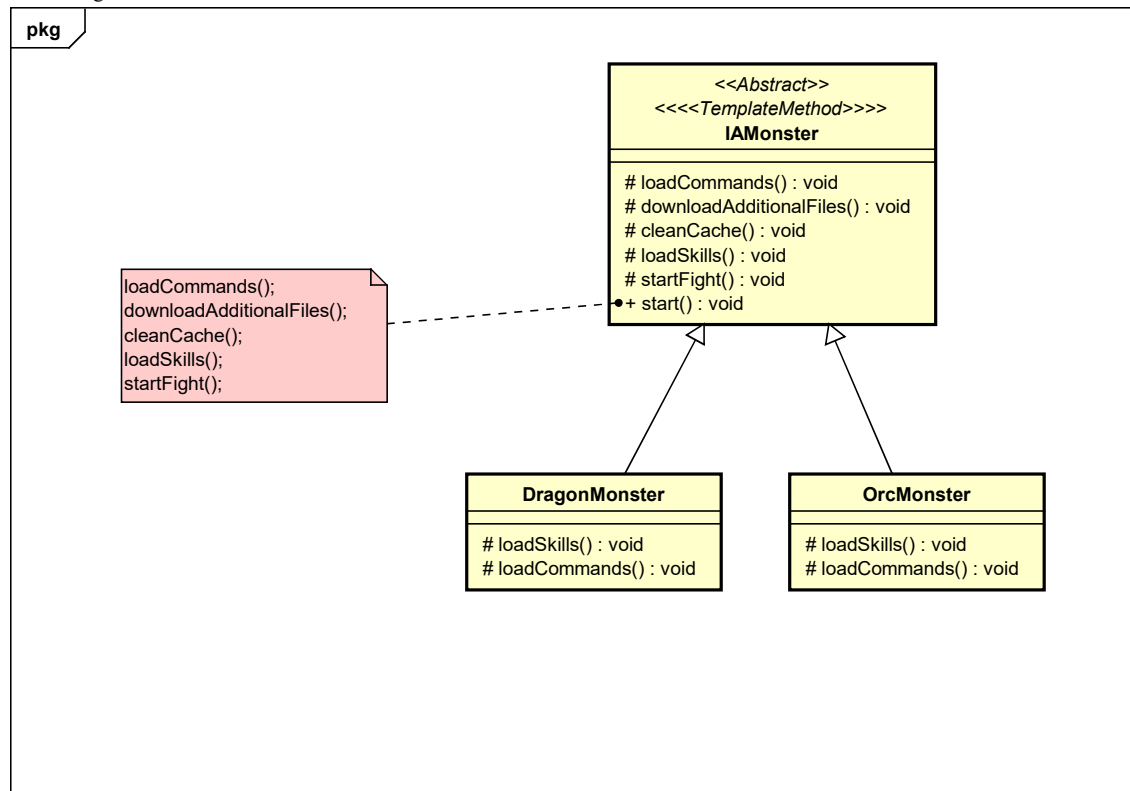 pkg
<<Abstract>>
<<<<TemplateMethod>>>>
IAMonster
# loadCommands() : void
# downloadAdditionalFiles() : void
# cleanCache() : void
# loadSkills() : void
# startFight() : void
+ start() : void
loadCommands();
downloadAdditionalFiles();
cleanCache();
loadSkills();
startFight();
DragonMonster
# loadSkills() : void
# loadCommands() : void
OrcMonster
# loadSkills() : void
# loadCommands() : void